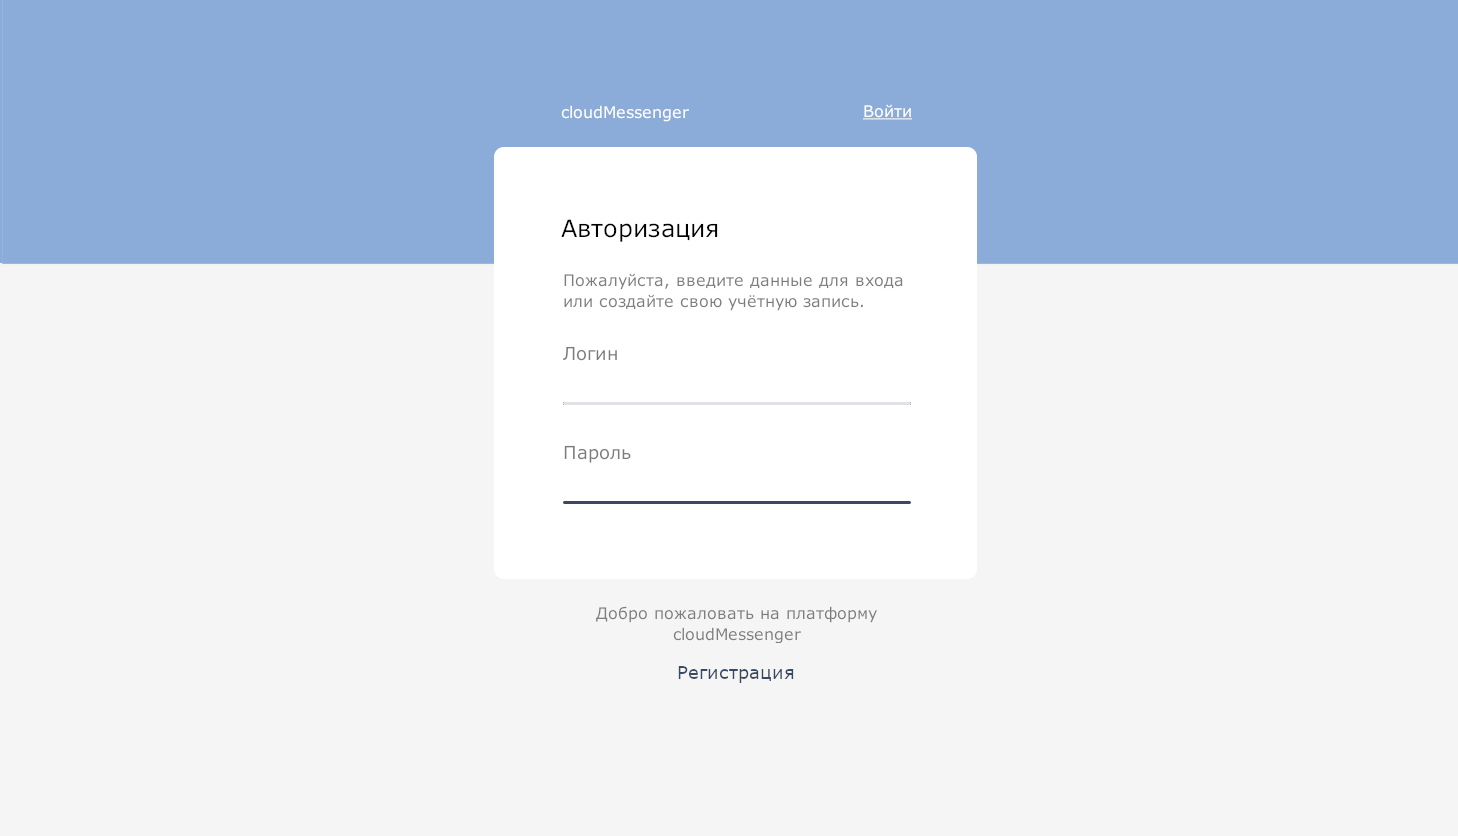 cloudMessenger
Войти
Авторизация
Пожалуйста, введите данные для входа
или создайте свою учётную запись.
Логин
Пароль
Добро пожаловать на платформу
cloudMessenger
Регистрация